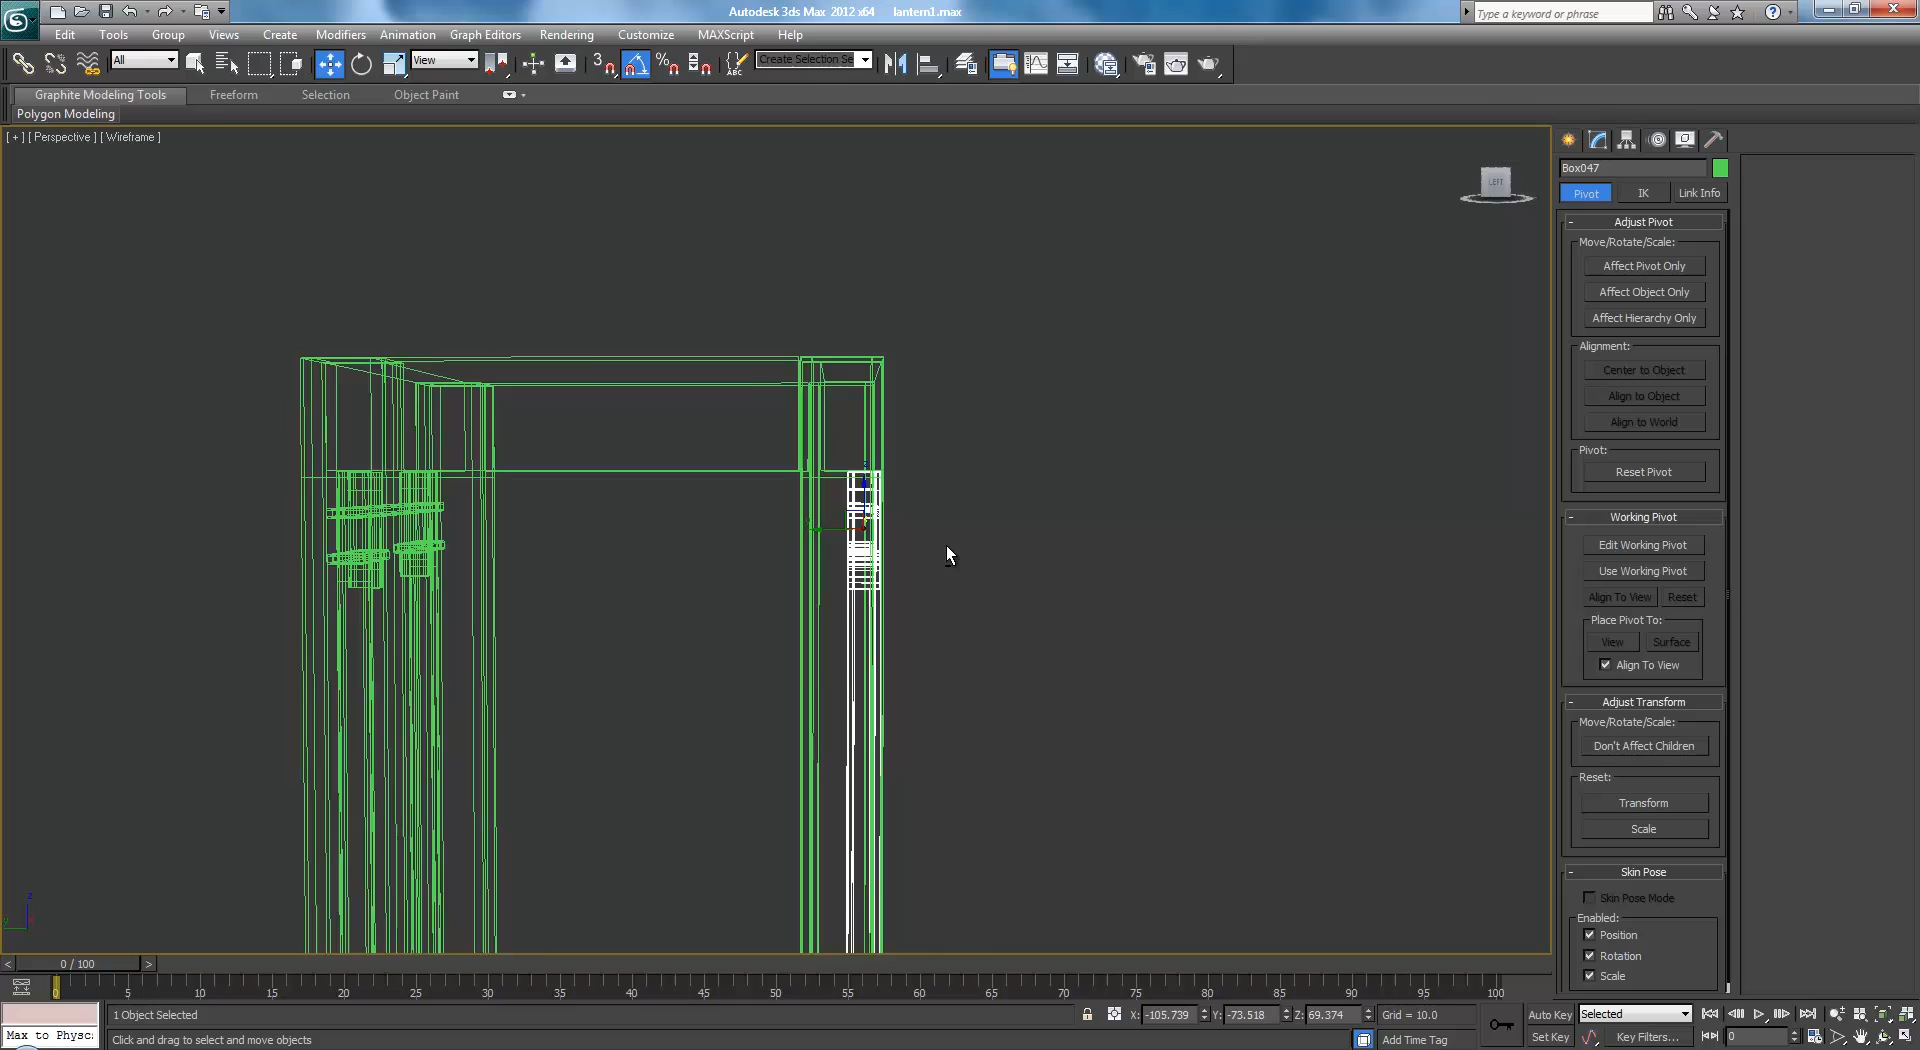 Autodesk 3ds Max 2012 x64 lantern1.max
Type a keyword or phrase
Edit Tools Group Views Create Modifiers Animation Graph Editors Rendering Customize MAXScript Help
All
View
3
ABC
Create Selection Se
Graphite Modeling Tools Freeform Selection Object Paint
Polygon Modeling
[ + ] [ Perspective ] [ Wireframe ]
LEFT
Box047
Pivot IK Link Info
- Adjust Pivot
Move/Rotate/Scale:
Affect Pivot Only
Affect Object Only
Affect Hierarchy Only
Alignment:
Center to Object
Align to Object
Align to World
Pivot:
Reset Pivot
- Working Pivot
Edit Working Pivot
Use Working Pivot
Align To View Reset
Place Pivot To:
View Surface
Align To View
- Adjust Transform
Move/Rotate/Scale:
Don't Affect Children
Reset:
Transform
Scale
- Skin Pose
Skin Pose Mode
Enabled:
Position
Rotation
Scale
z
< 0 / 100 >
0 5 10 15 20 25 30 35 40 45 50 55 60 65 70 75 80 85 90 95 100
1 Object Selected X: -105.739 Y: -73.518 Z: 69.374 Grid = 10.0 Auto Key Selected
Max to Physc: Click and drag to select and move objects Add Time Tag Set Key Key Filters... 0